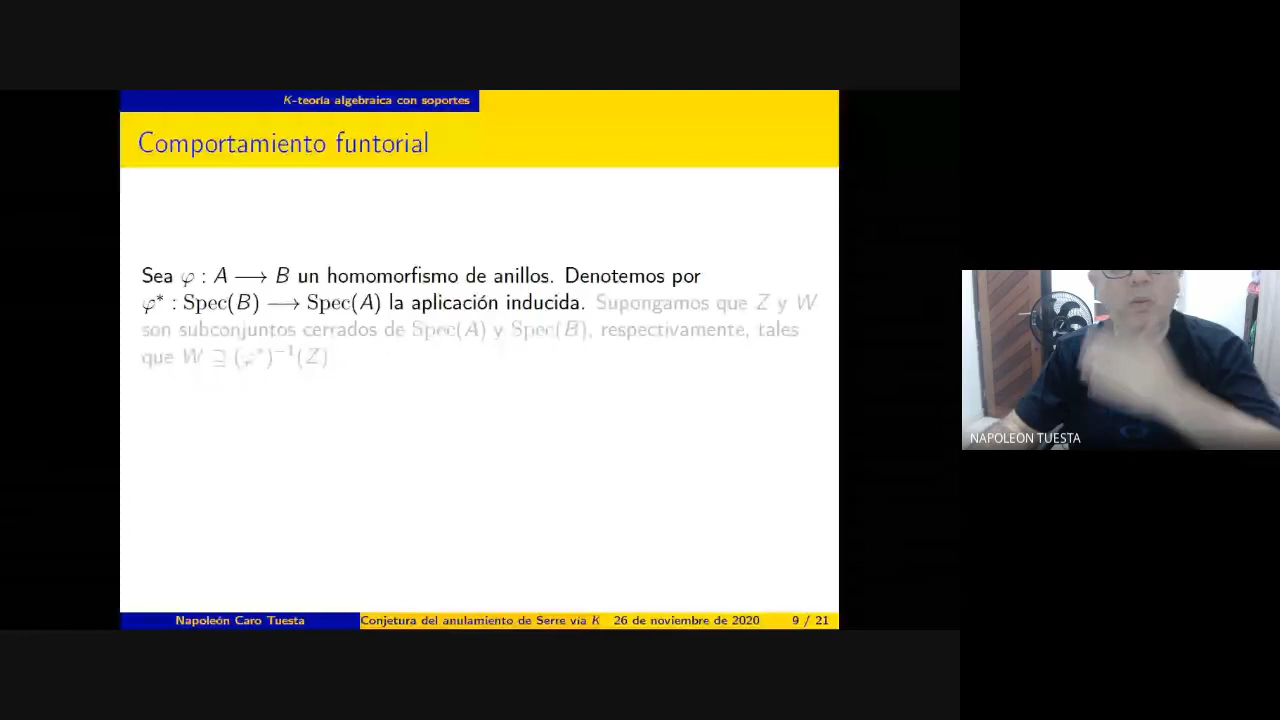 K-teoría algebraica con soportes
Comportamiento funtorial
Sea φ : A ⟶ B un homomorfismo de anillos. Denotemos por
φ* : Spec(B) ⟶ Spec(A) la aplicación inducida. Supongamos que Z y W
son subconjuntos cerrados de Spec(A) y Spec(B), respectivamente, tales
que W ⊇ (φ*)⁻¹(Z)
NAPOLEON TUESTA
Napoleón Caro Tuesta Conjetura del anulamiento de Serre via K 26 de noviembre de 2020 9 / 21